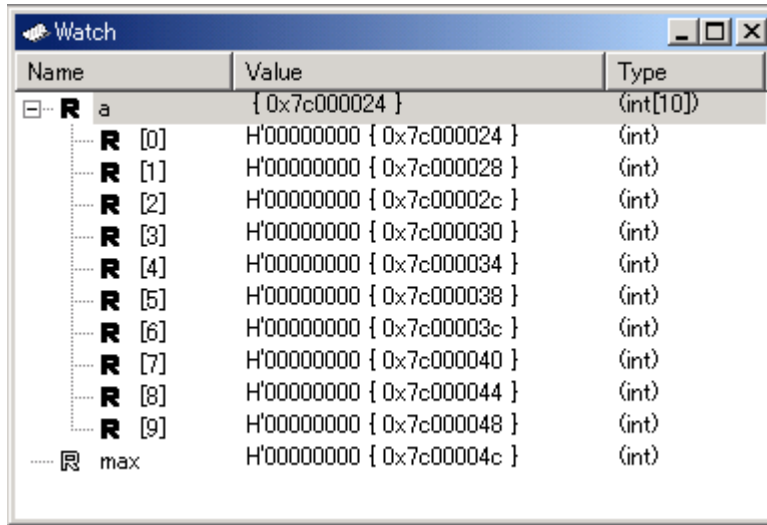 Watch
Name Value Type
R a { 0x7c000024 } (int[10])
R [0] H'00000000 { 0x7c000024 } (int)
R [1] H'00000000 { 0x7c000028 } (int)
R [2] H'00000000 { 0x7c00002c } (int)
R [3] H'00000000 { 0x7c000030 } (int)
R [4] H'00000000 { 0x7c000034 } (int)
R [5] H'00000000 { 0x7c000038 } (int)
R [6] H'00000000 { 0x7c00003c } (int)
R [7] H'00000000 { 0x7c000040 } (int)
R [8] H'00000000 { 0x7c000044 } (int)
R [9] H'00000000 { 0x7c000048 } (int)
R max H'00000000 { 0x7c00004c } (int)